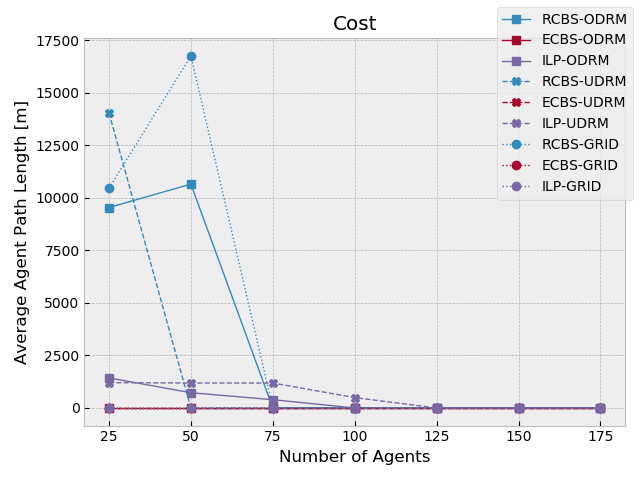 Cost
RCBS-ODRM
ECBS-ODRM
ILP-ODRM
RCBS-UDRM
ECBS-UDRM
ILP-UDRM
RCBS-GRID
ECBS-GRID
ILP-GRID
Average Agent Path Length [m]
17500
15000
12500
10000
7500
5000
2500
0
25 50 75 100 125 150 175
Number of Agents